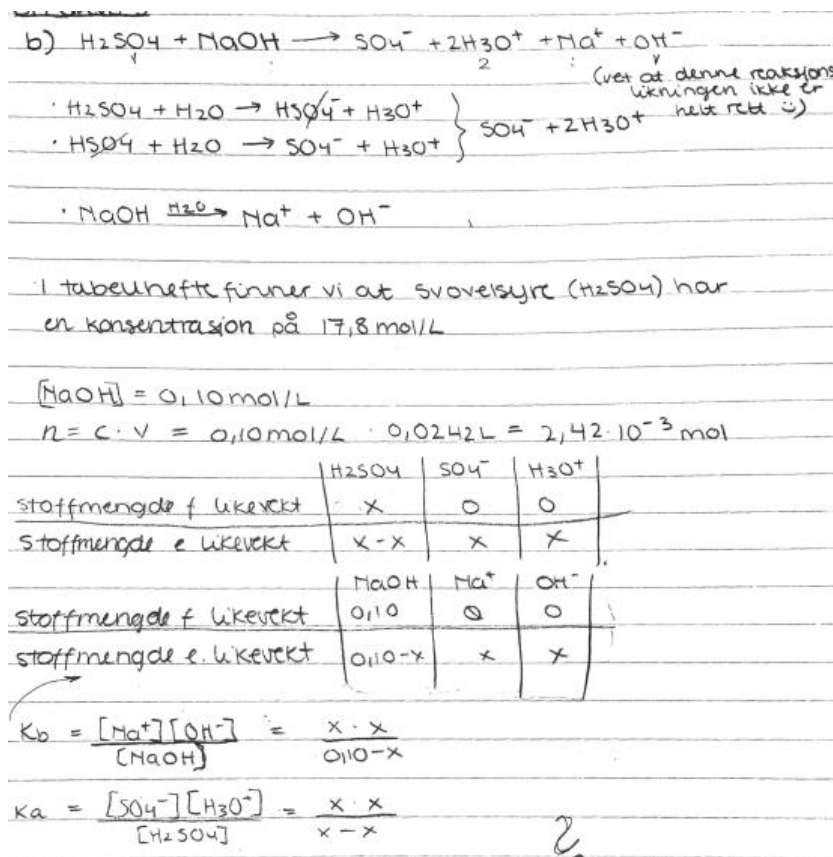 b) H2SO4 + NaOH → SO4⁻ + 2H3O⁺ + Na⁺ + OH⁻
2
(vet at denne reaksjons
likningen ikke er
helt rett ü)
· H2SO4 + H2O → HSO4⁻ + H3O⁺
· HSO4 + H2O → SO4⁻ + H3O⁺
} SO4⁻ + 2H3O⁺
· NaOH H2O→ Na⁺ + OH⁻
I tabellhefte finner vi at svovelsyre (H2SO4) har
en konsentrasjon på 17,8 mol/L
[NaOH] = 0,10 mol/L
n = c · V = 0,10 mol/L · 0,0242L = 2,42 · 10⁻³ mol
H2SO4 | SO4⁻ | H3O⁺
stoffmengde f likevekt | x | 0 | 0
stoffmengde e likevekt | x-x | x | x
NaOH | Na⁺ | OH⁻
stoffmengde f likevekt | 0,10 | 0 | 0
stoffmengde e. likevekt | 0,10-x | x | x
Kb = [Na⁺][OH⁻] / [NaOH] = x · x / 0,10-x
Ka = [SO4⁻][H3O⁺] / [H2SO4] = x · x / x-x